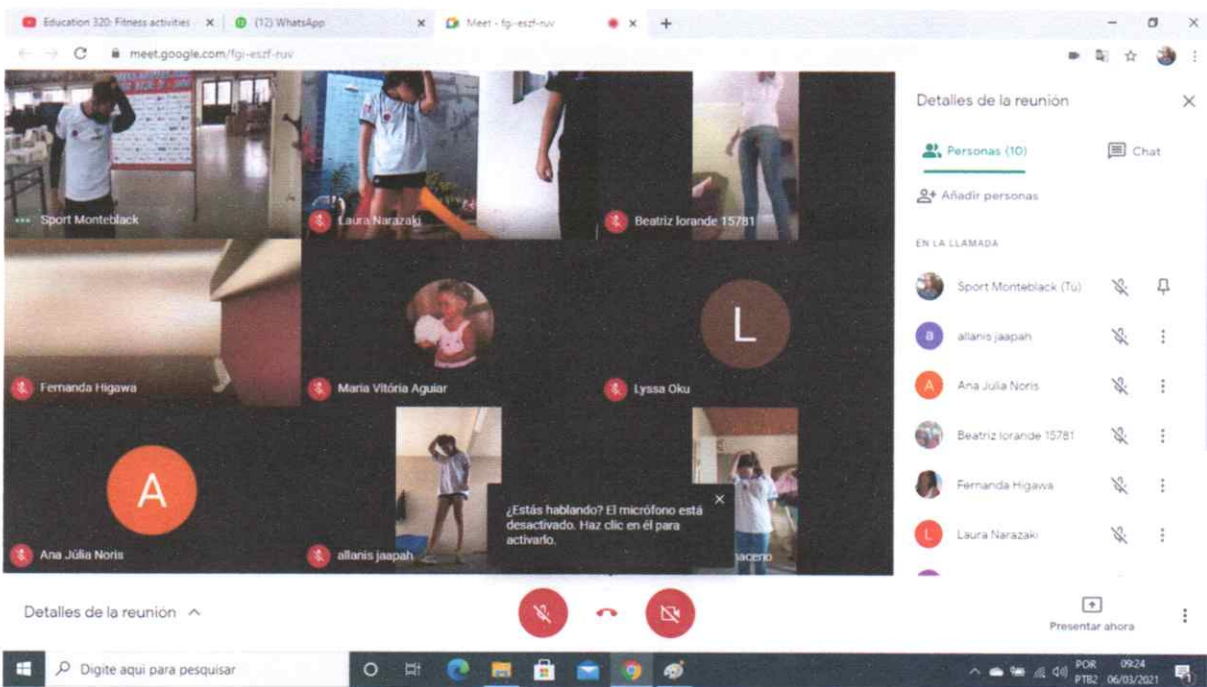 Education 320: Fitness activities
(12) WhatsApp
Meet - fgi-eszf-ruv
meet.google.com/fgi-eszf-ruv
Sport Monteblack
Laura Narazaki
Beatriz lorande 15781
Fernanda Higawa
Maria Vitória Aguiar
L
Lyssa Oku
A
Ana Júlia Noris
allanis jaapah
¿Estás hablando? El micrófono está
desactivado. Haz clic en él para
activarlo.
naceno
Detalles de la reunión
Personas (10)
Chat
Añadir personas
EN LA LLAMADA
Sport Monteblack (Tú)
a
allanis jaapah
A
Ana Júlia Noris
Beatriz lorande 15781
Fernanda Higawa
L
Laura Narazaki
Detalles de la reunión
Presentar ahora
Digite aqui para pesquisar
POR
PTB2
09:24
06/03/2021
1